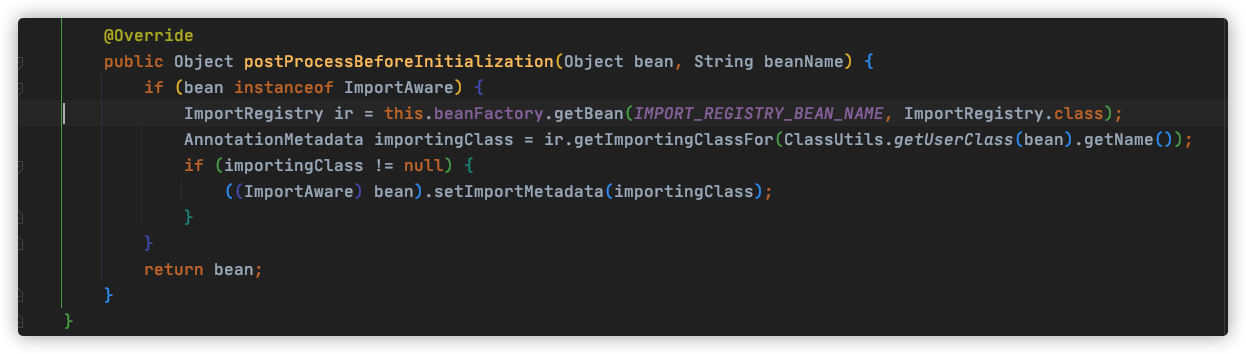 @Override
public Object postProcessBeforeInitialization(Object bean, String beanName) {
if (bean instanceof ImportAware) {
ImportRegistry ir = this.beanFactory.getBean(IMPORT_REGISTRY_BEAN_NAME, ImportRegistry.class);
AnnotationMetadata importingClass = ir.getImportingClassFor(ClassUtils.getUserClass(bean).getName());
if (importingClass != null) {
((ImportAware) bean).setImportMetadata(importingClass);
}
}
return bean;
}
}